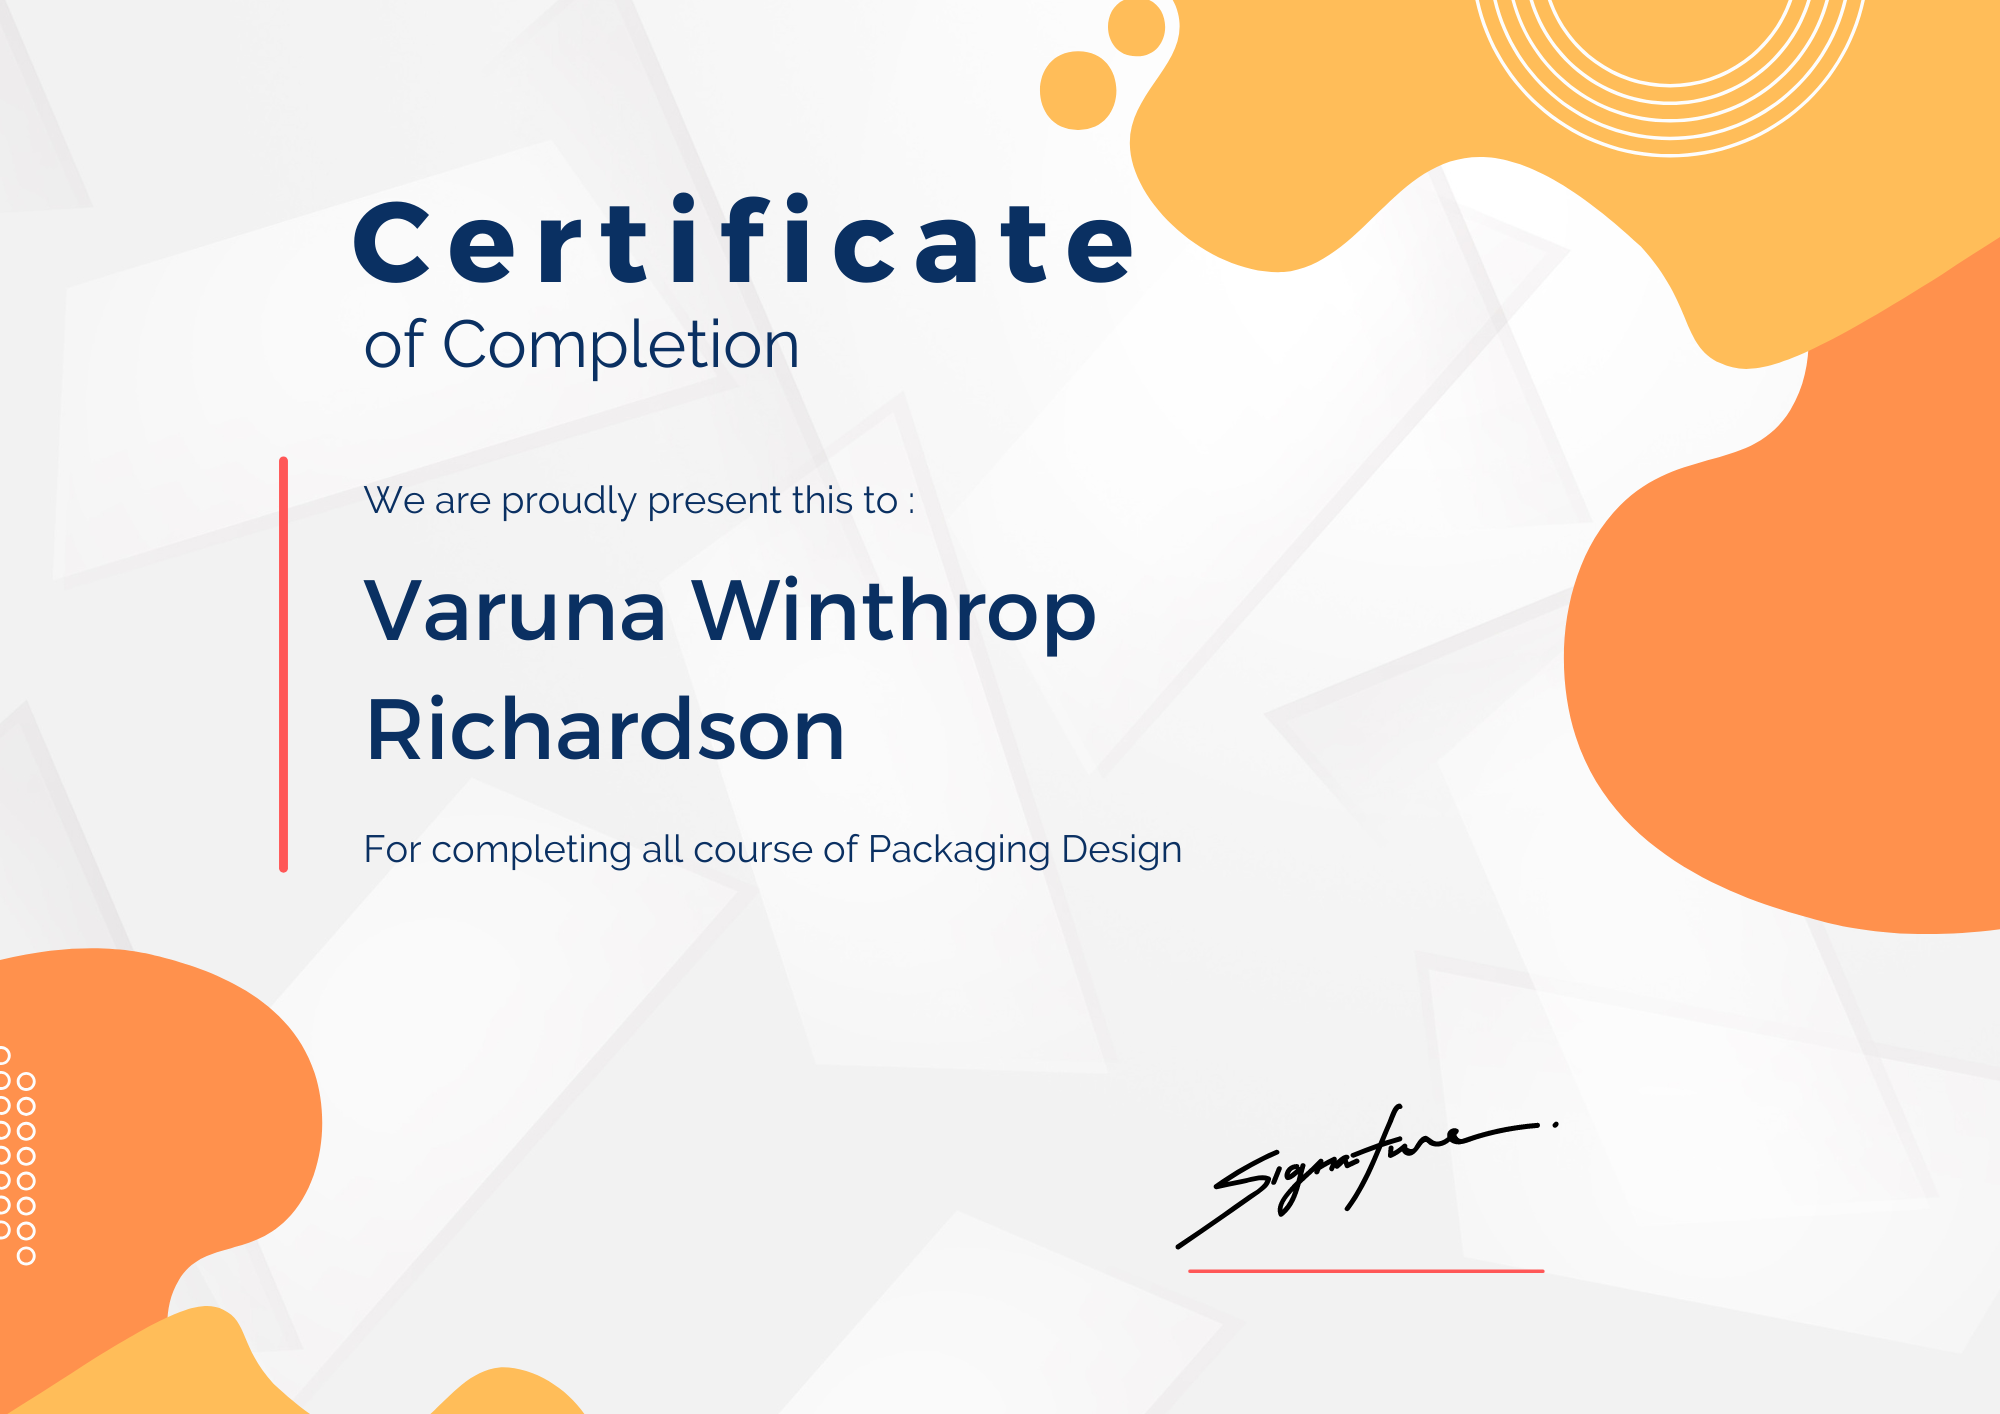 Certificate
of Completion
We are proudly present this to :
Varuna Winthrop
Richardson
For completing all course of Packaging Design
Signature